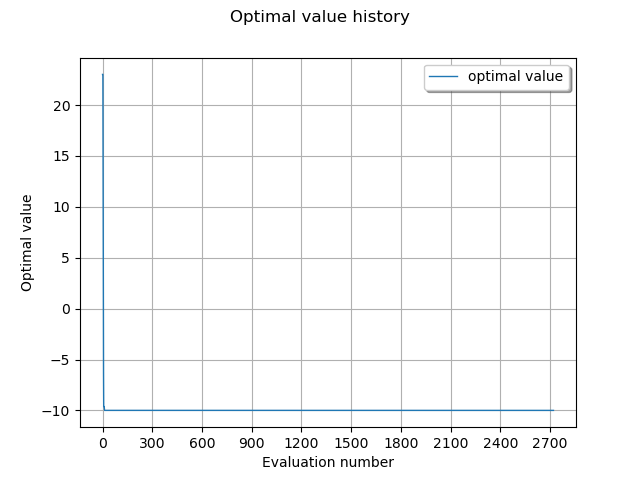 Optimal value history
optimal value
Optimal value
20
15
10
5
0
−5
−10
0 300 600 900 1200 1500 1800 2100 2400 2700
Evaluation number